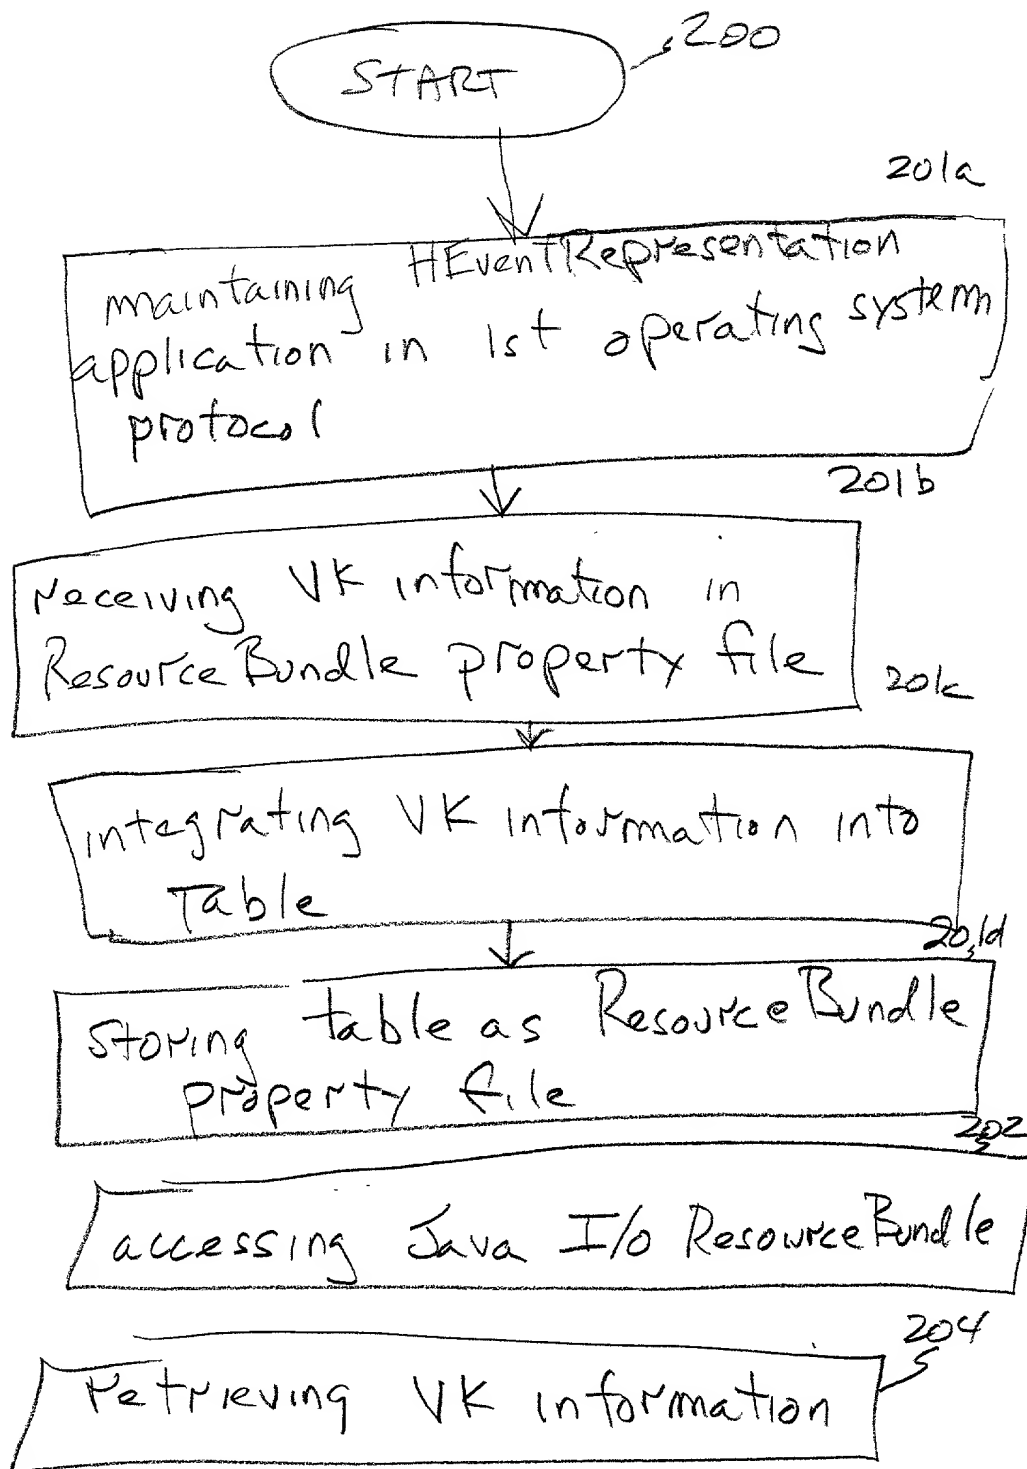 200
START
201a
maintaining HEventRepresentation
application in 1st operating system
protocol
201b
receiving VK information in
ResourceBundle property file
201c
integrating VK information into
Table
201d
storing table as ResourceBundle
property file
202
accessing Java I/O ResourceBundle
204
retrieving VK information